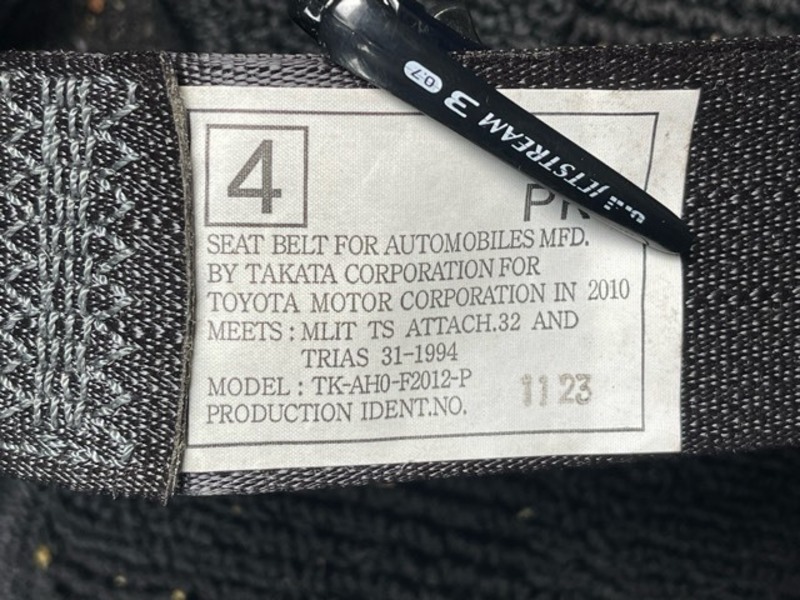 0.7
uni JETSTREAM 3
4
SEAT BELT FOR AUTOMOBILES MFD.
BY TAKATA CORPORATION FOR
TOYOTA MOTOR CORPORATION IN 2010
MEETS : MLIT TS ATTACH.32 AND
TRIAS 31-1994
MODEL : TK-AH0-F2012-P
PRODUCTION IDENT.NO. 1123